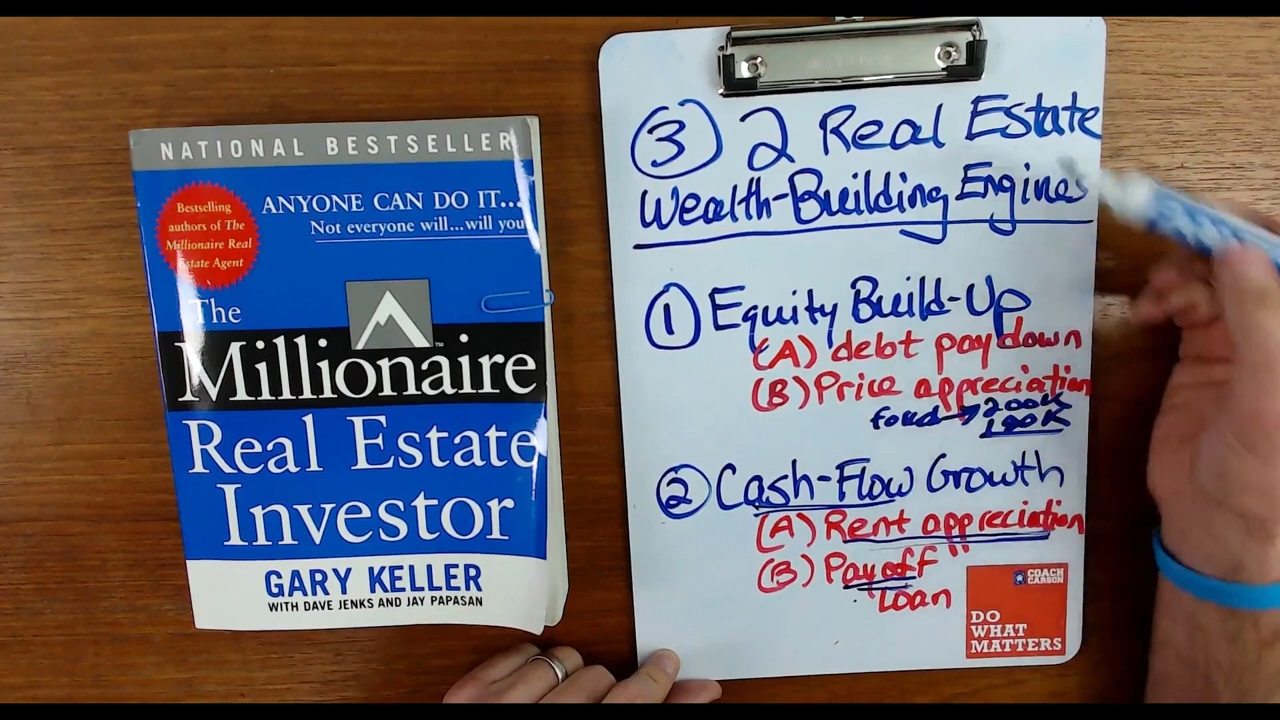 NATIONAL BESTSELLER
Bestselling
authors of The
Millionaire Real
Estate Agent
ANYONE CAN DO IT...
Not everyone will...will you
The
Millionaire
Real Estate
Investor
GARY KELLER
WITH DAVE JENKS AND JAY PAPASAN
3 2 Real Estate
Wealth-Building Engines
1 Equity Build-Up
(A) debt pay down
(B) Price appreciation
200K
190K
2 Cash-Flow Growth
(A) Rent appreciation
(B) Payoff
Loan
COACH
CARSON
DO
WHAT
MATTERS